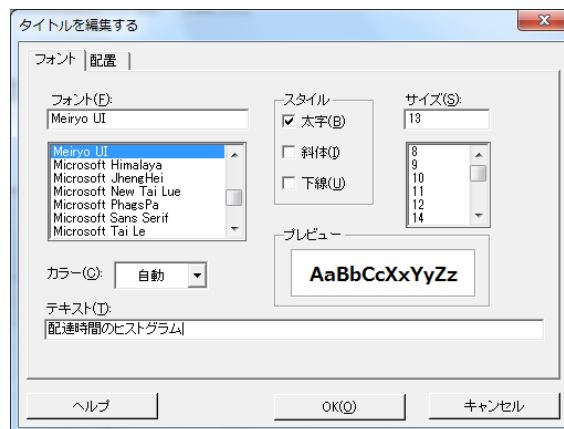 タイトルを編集する
フォント 配置
フォント(F):
Meiryo UI
Meiryo UI
Microsoft Himalaya
Microsoft JhengHei
Microsoft New Tai Lue
Microsoft PhagsPa
Microsoft Sans Serif
Microsoft Tai Le
スタイル
太字(B)
斜体(I)
下線(U)
サイズ(S):
13
8
9
10
11
12
14
カラー(C): 自動
プレビュー
AaBbCcXxYyZz
テキスト(T):
配達時間のヒストグラム
ヘルプ OK(O) キャンセル